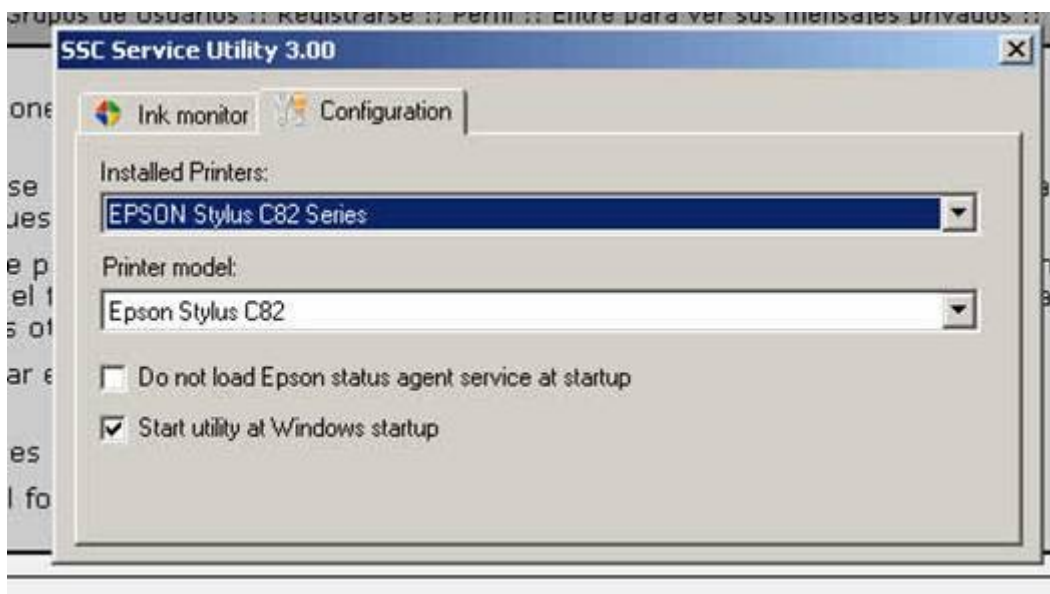 Grupos de Usuarios :: Registrarse :: Perfil :: Entre para ver sus mensajes privados ::
SSC Service Utility 3.00
Ink monitor
Configuration
Installed Printers:
EPSON Stylus C82 Series
Printer model:
Epson Stylus C82
Do not load Epson status agent service at startup
Start utility at Windows startup